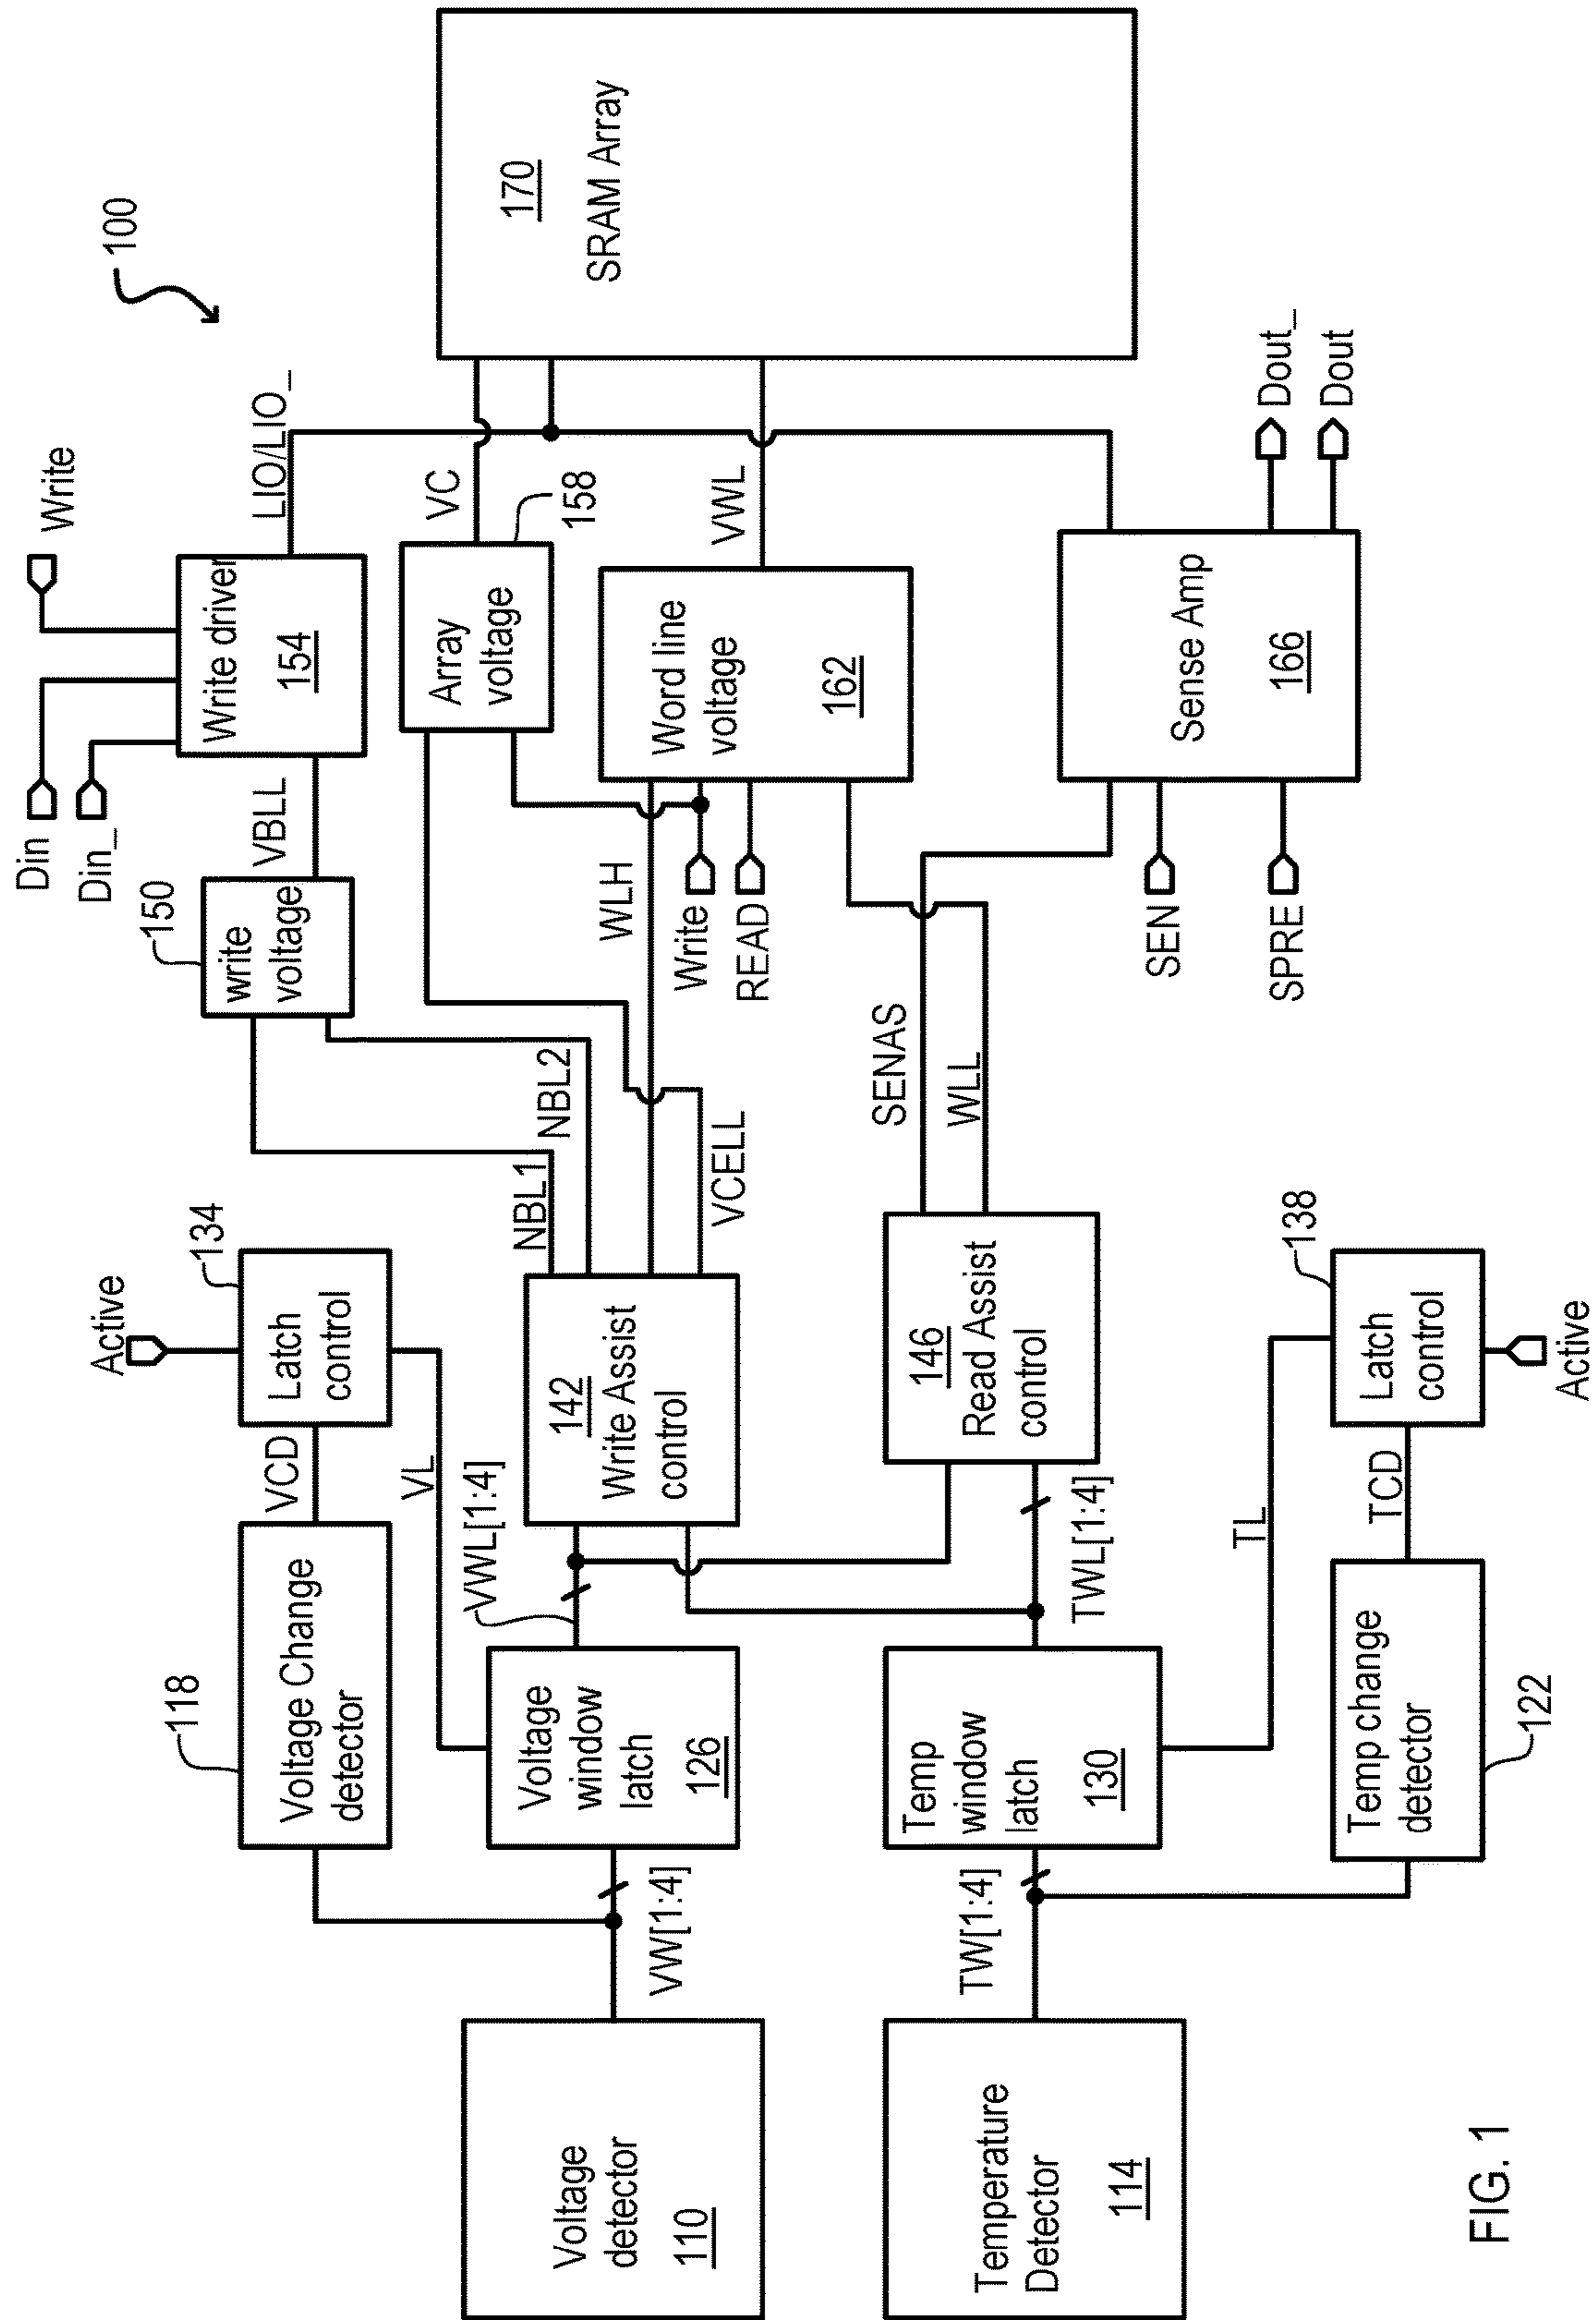 100
Write
Din
Din_
Write driver
154
LIO/LIO_
150
write
voltage
VBLL
Active
134
Latch
control
VCD
118
Voltage Change
detector
VL
NBL1
NBL2
VC
Array
voltage
158
170
SRAM Array
WLH
VCELL
Write
READ
Word line
voltage
162
VWL
Voltage
detector
110
VW[1:4]
Voltage
window
latch
126
VWL[1:4]
142
Write Assist
control
Temperature
Detector
114
TW[1:4]
Temp
window
latch
130
TWL[1:4]
146
Read Assist
control
SENAS
WLL
SEN
SPRE
Sense Amp
166
Dout_
Dout
TL
Temp change
detector
122
TCD
138
Latch
control
Active
FIG. 1